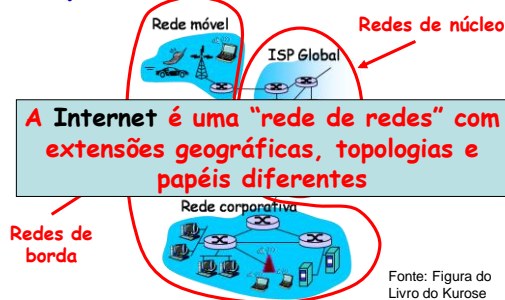 Rede móvel
Redes de núcleo
ISP Global
A Internet é uma “rede de redes” com
extensões geográficas, topologias e
papéis diferentes
Rede corporativa
Redes de
borda
Fonte: Figura do
Livro do Kurose